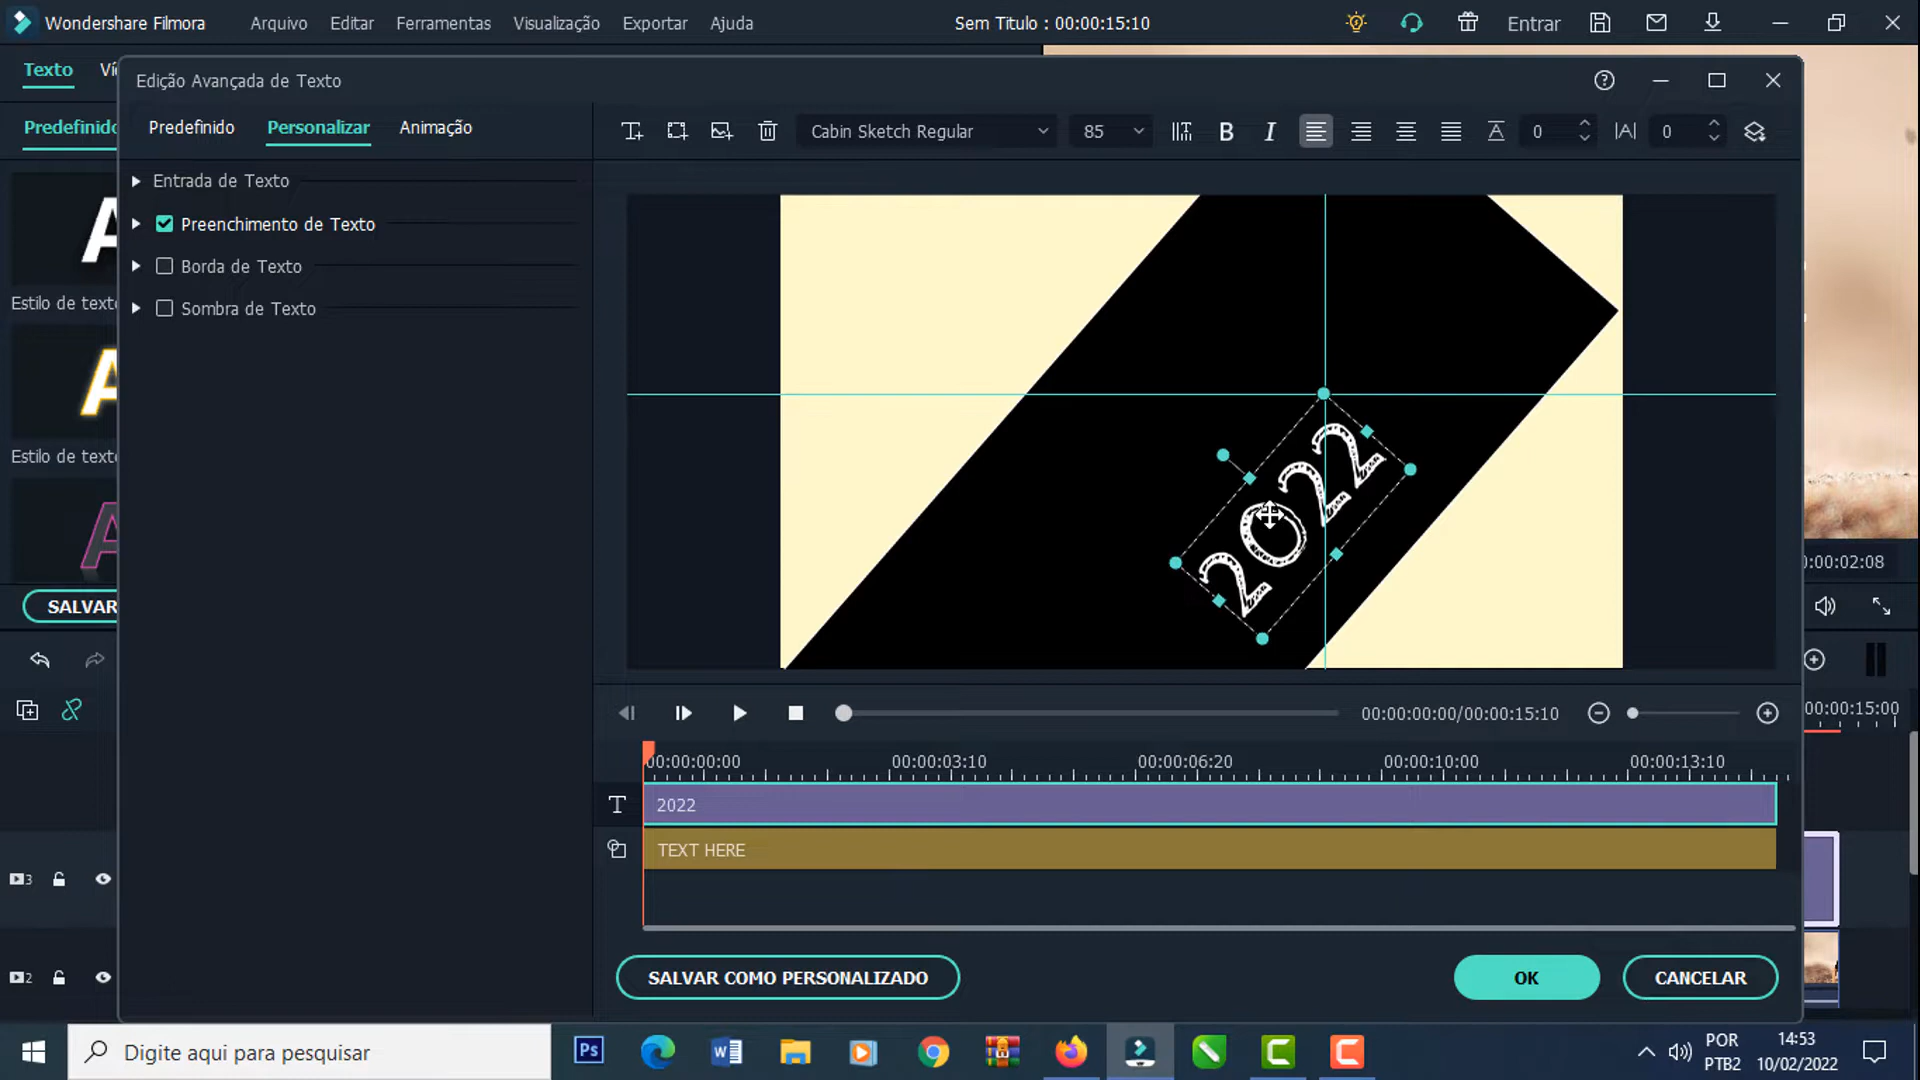 Wondershare Filmora Arquivo Editar Ferramentas Visualização Exportar Ajuda Sem Titulo : 00:00:15:10 Entrar
Texto
Edição Avançada de Texto
Predefinido
Predefinido Personalizar Animação
Cabin Sketch Regular 85 B I 0 0
Entrada de Texto
Preenchimento de Texto
Borda de Texto
Sombra de Texto
Estilo de texto
Estilo de texto
SALVAR
2022
00:00:02:08
00:00:00:00/00:00:15:10
00:00:15:00
00:00:00:00 00:00:03:10 00:00:06:20 00:00:10:00 00:00:13:10
2022
TEXT HERE
3
2
SALVAR COMO PERSONALIZADO OK CANCELAR
Digite aqui para pesquisar
Ps
POR
PTB2
14:53
10/02/2022